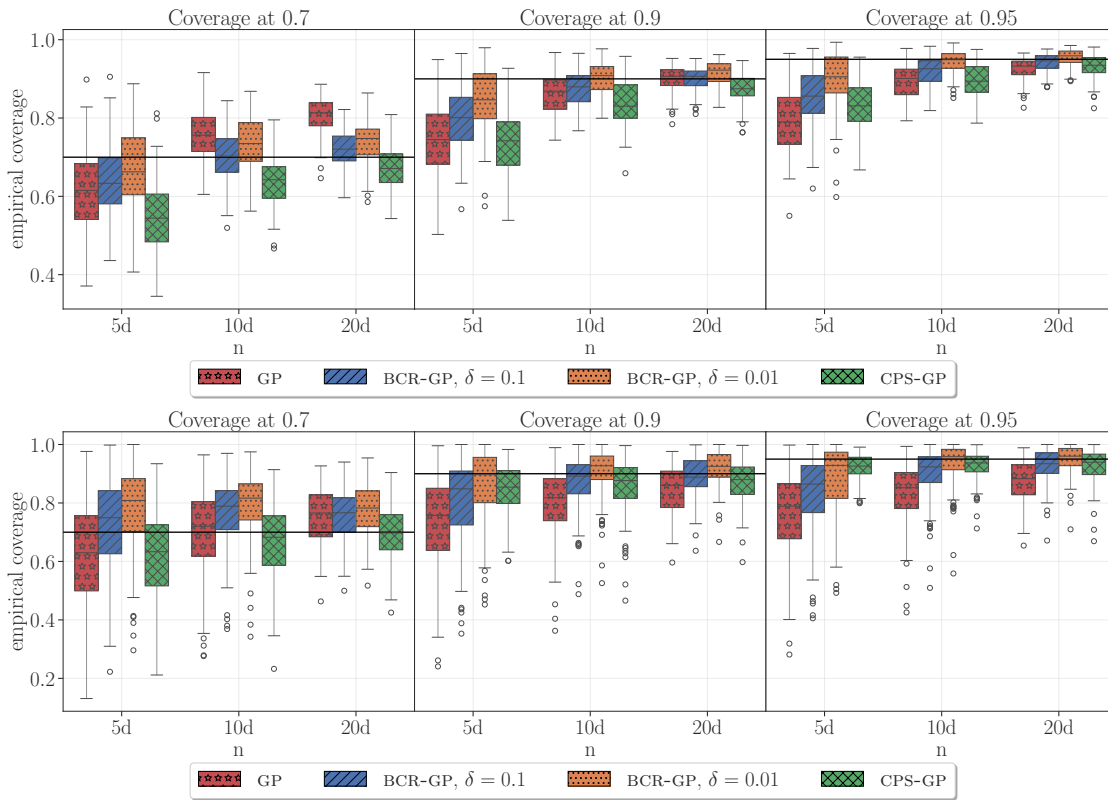 Coverage at 0.7 Coverage at 0.9 Coverage at 0.95
empirical coverage
1.0
0.8
0.6
0.4
5d 10d 20d 5d 10d 20d 5d 10d 20d
n n n
GP BCR-GP, δ = 0.1 BCR-GP, δ = 0.01 CPS-GP
Coverage at 0.7 Coverage at 0.9 Coverage at 0.95
empirical coverage
1.0
0.8
0.6
0.4
0.2
5d 10d 20d 5d 10d 20d 5d 10d 20d
n n n
GP BCR-GP, δ = 0.1 BCR-GP, δ = 0.01 CPS-GP